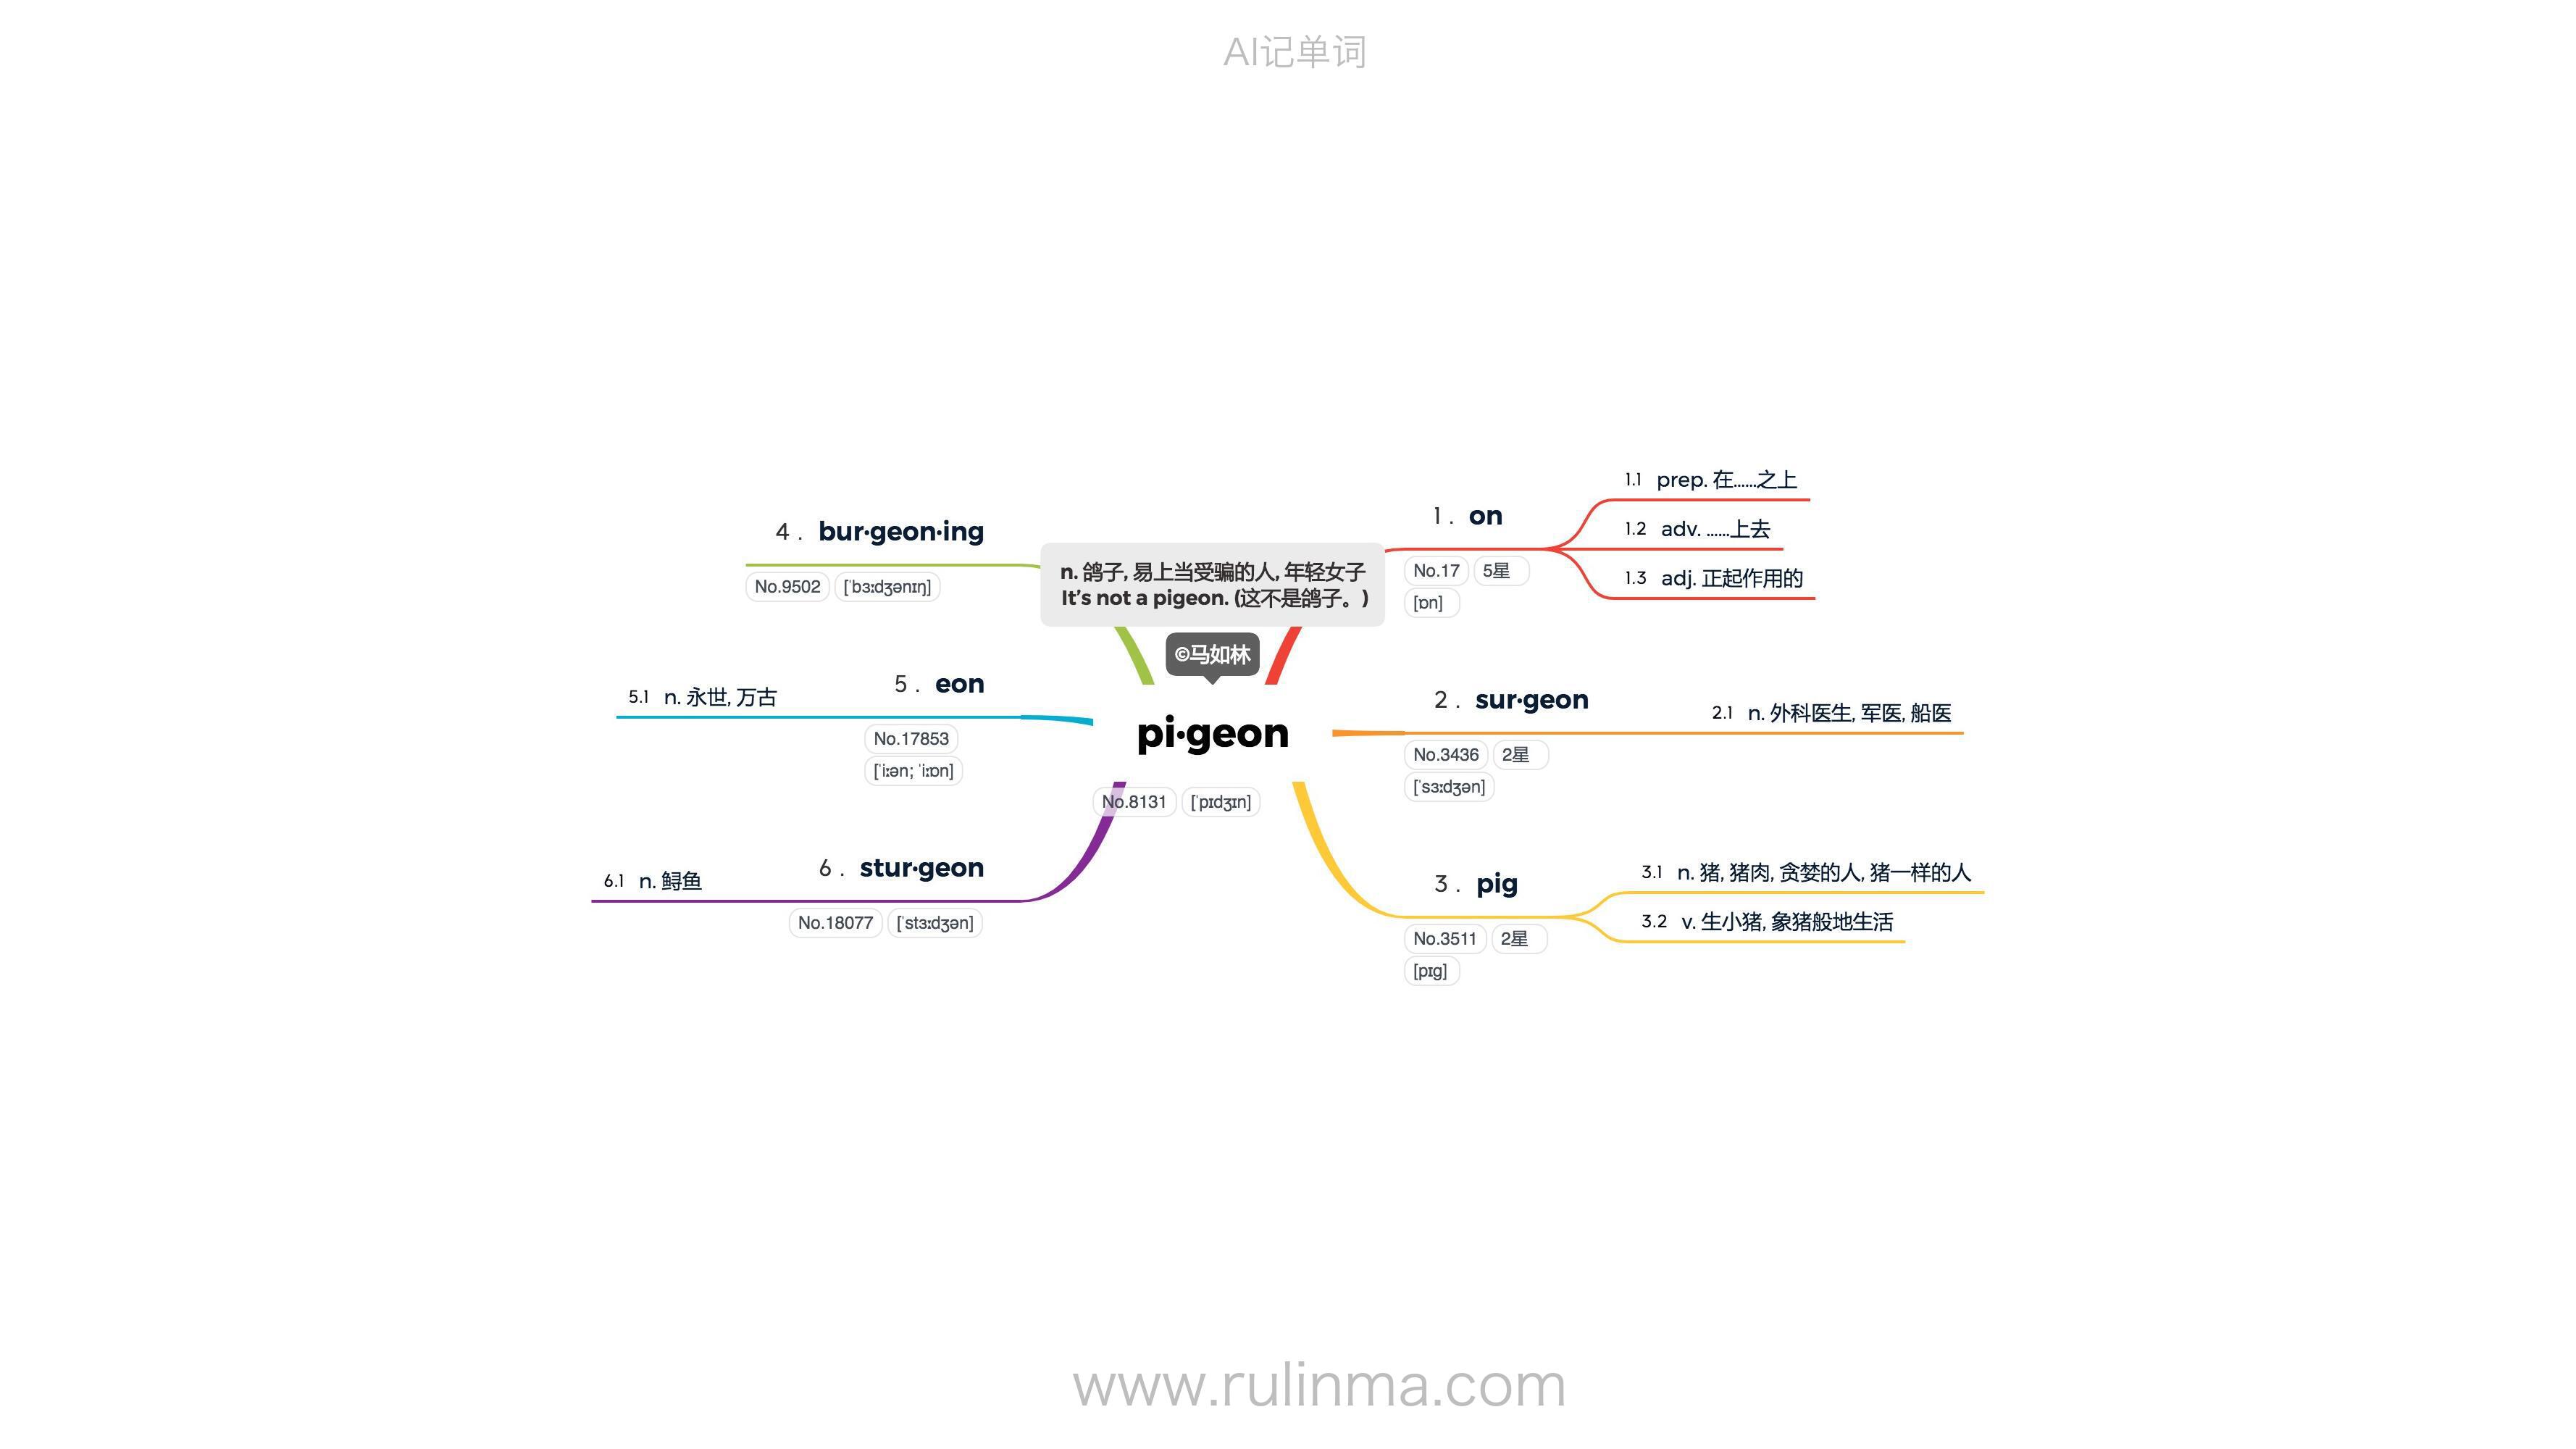 AI记单词
n. 鸽子, 易上当受骗的人, 年轻女子
It’s not a pigeon. (这不是鸽子。)
©马如林
pi·geon
No.8131 [ˈpɪdʒɪn]
1 . on
No.17 5星
[ɒn]
1.1 prep. 在……之上
1.2 adv. ……上去
1.3 adj. 正起作用的
2 . sur·geon
No.3436 2星
[ˈsɜːdʒən]
2.1 n. 外科医生, 军医, 船医
3 . pig
No.3511 2星
[pɪɡ]
3.1 n. 猪, 猪肉, 贪婪的人, 猪一样的人
3.2 v. 生小猪, 象猪般地生活
4 . bur·geon·ing
No.9502 [ˈbɜːdʒənɪŋ]
5 . eon
No.17853
[ˈiːən; ˈiːɒn]
5.1 n. 永世, 万古
6 . stur·geon
No.18077 [ˈstɜːdʒən]
6.1 n. 鲟鱼
www.rulinma.com